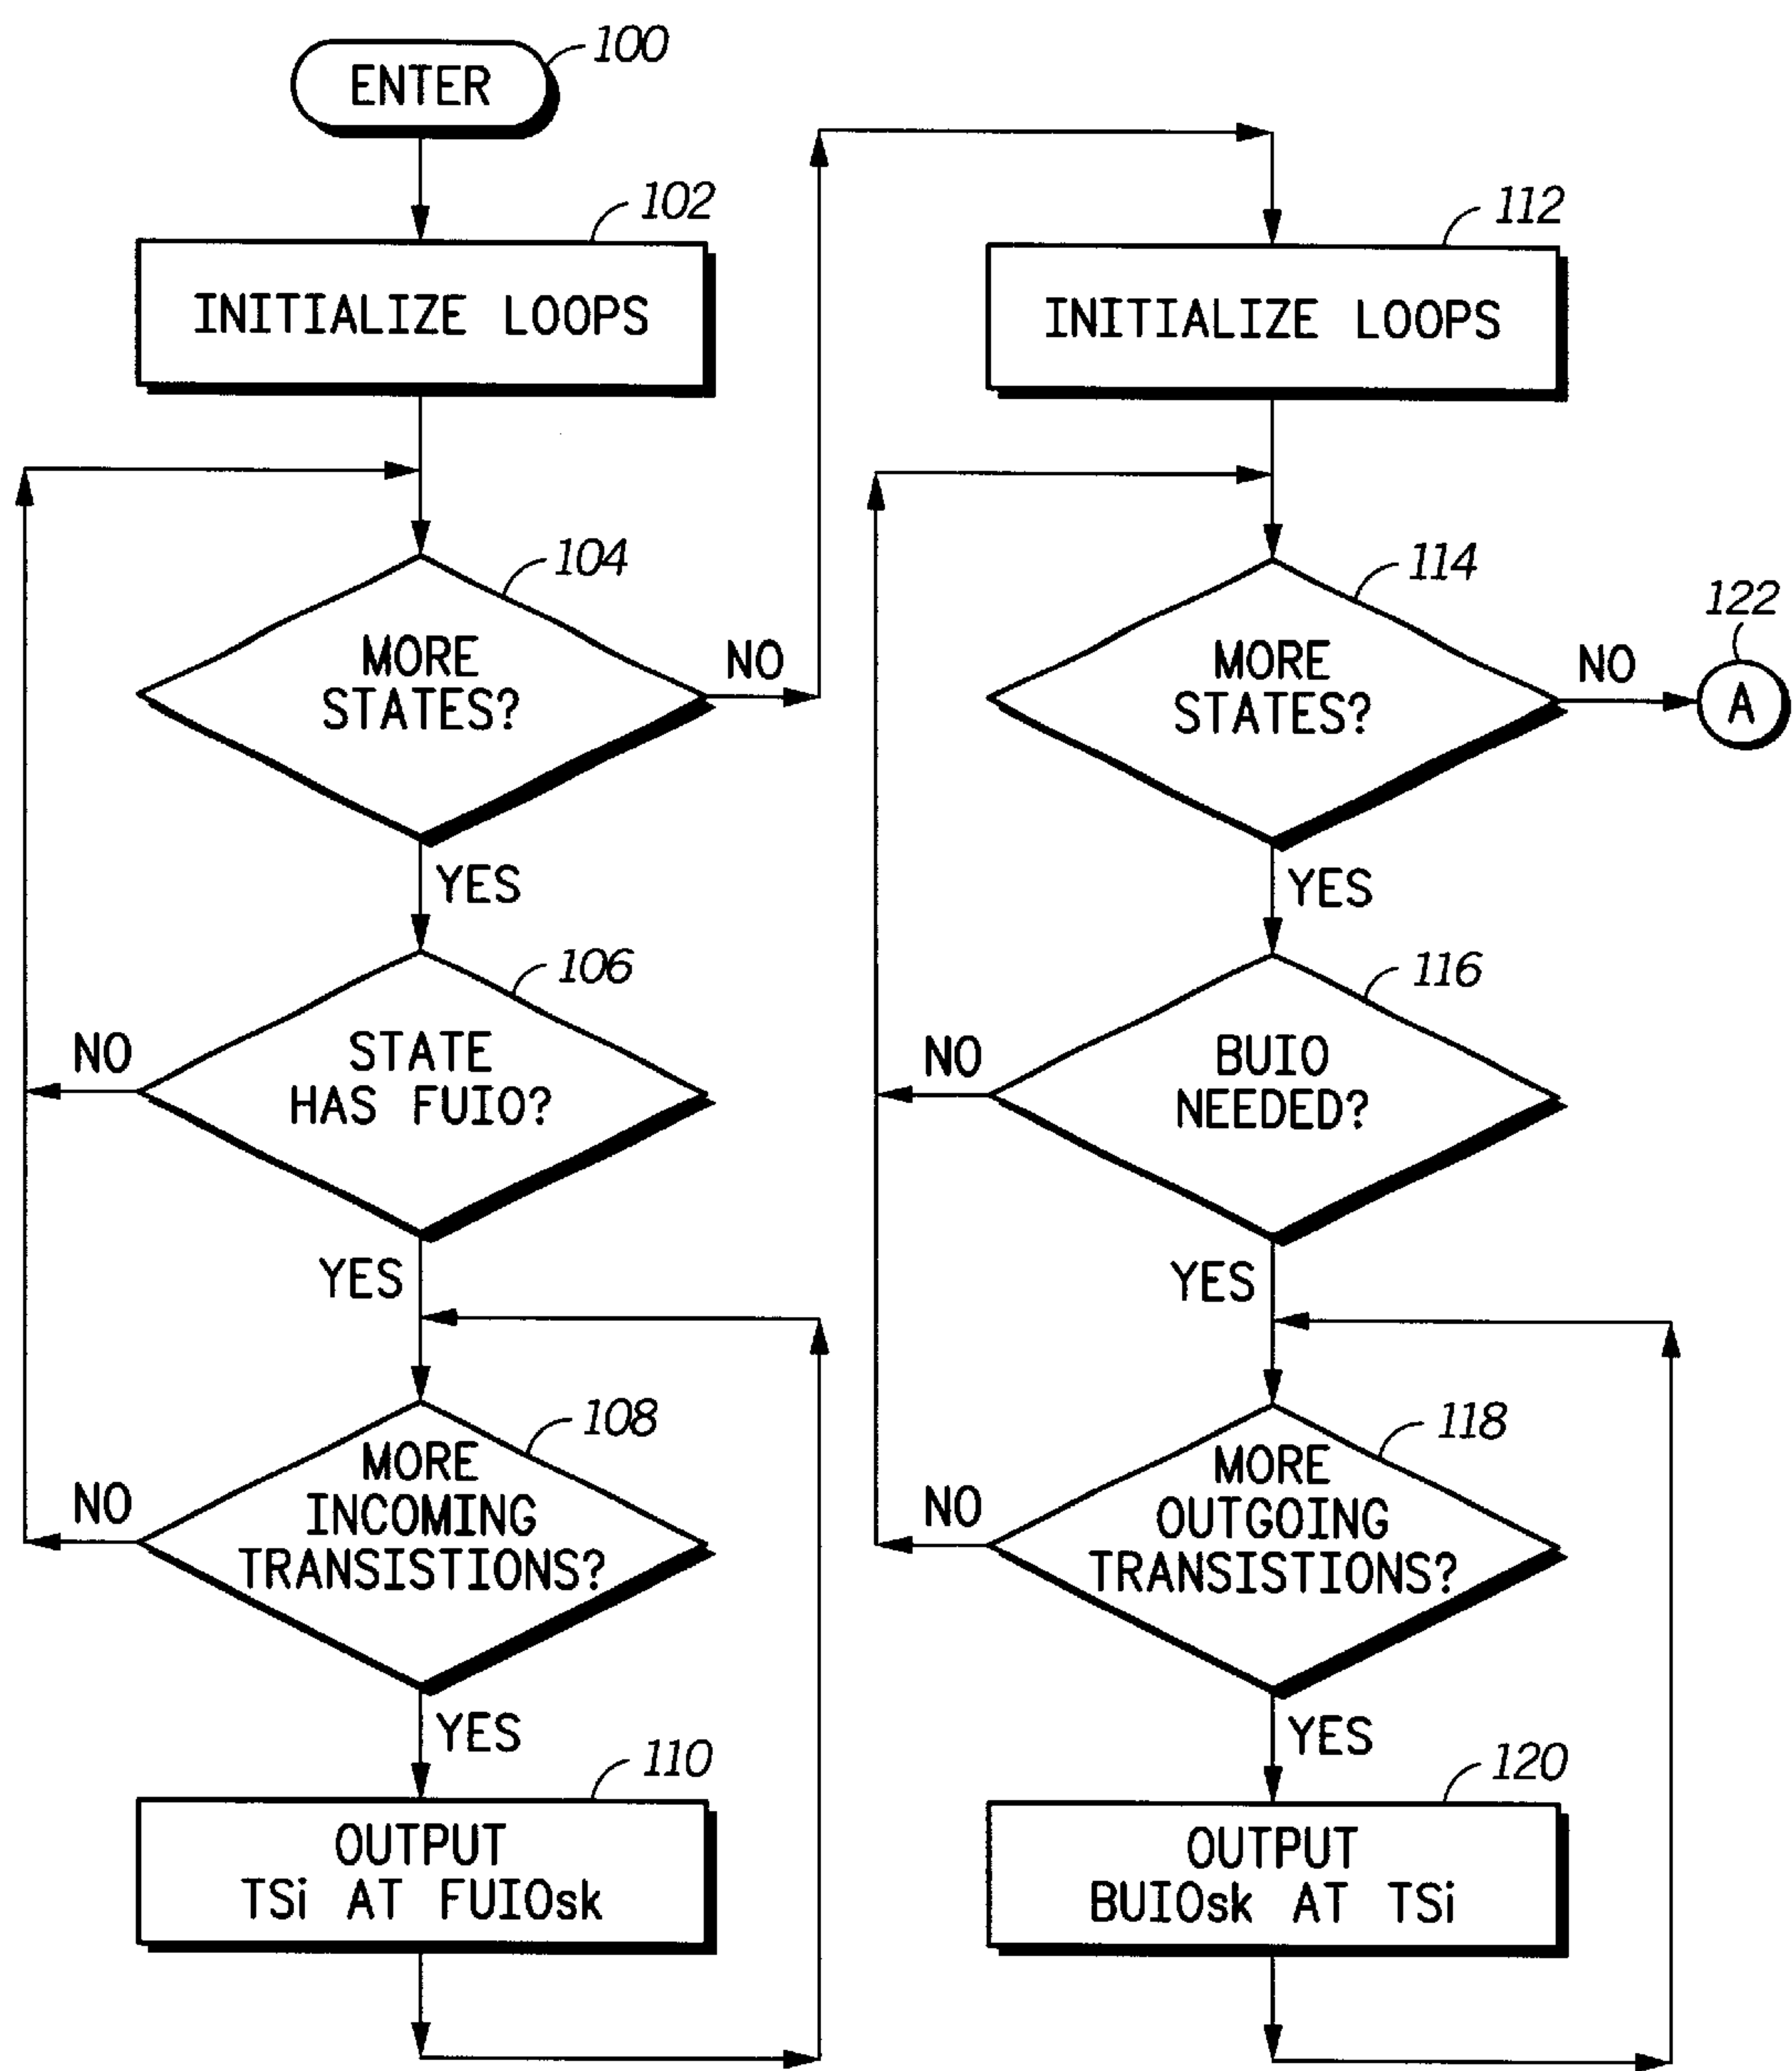 ENTER
100
102
INITIALIZE LOOPS
104
MORE
STATES?
NO
YES
106
STATE
HAS FUIO?
NO
YES
108
MORE
INCOMING
TRANSISTIONS?
NO
YES
110
OUTPUT
TSi AT FUIOsk
112
INITIALIZE LOOPS
114
MORE
STATES?
NO
122
A
YES
116
BUIO
NEEDED?
NO
YES
118
MORE
OUTGOING
TRANSISTIONS?
NO
YES
120
OUTPUT
BUIOsk AT TSi